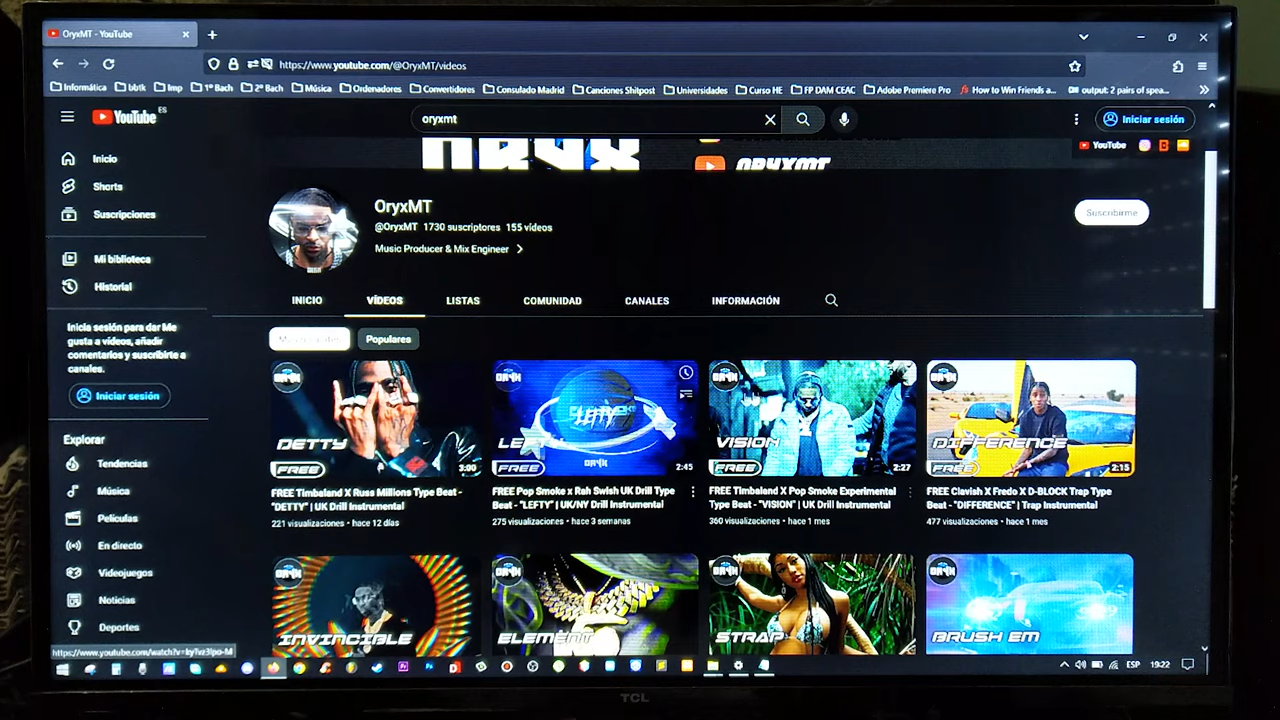 OryxMT - YouTube
https://www.youtube.com/@OryxMT/videos
Informática
bbtk
Imp
1º Bach
2º Bach
Música
Ordenadores
Convertidores
Consulado Madrid
Canciones Shitpost
Universidades
Curso HE
FP DAM CEAC
Adobe Premiere Pro
How to Win Friends a...
output: 2 pairs of spea...
YouTube ES
oryxmt
Iniciar sesión
ORYXMT
YouTube
Inicio
Shorts
Suscripciones
Mi biblioteca
Historial
Inicia sesión para dar Me
gusta a vídeos, añadir
comentarios y suscribirte a
canales.
Iniciar sesión
Explorar
Tendencias
Música
Películas
En directo
Videojuegos
Noticias
Deportes
OryxMT
@OryxMT 1730 suscriptores 155 vídeos
Music Producer & Mix Engineer
Suscribirme
INICIO
VÍDEOS
LISTAS
COMUNIDAD
CANALES
INFORMACIÓN
Populares
DETTY
FREE
3:00
FREE Timbaland X Russ Millions Type Beat -
"DETTY" | UK Drill Instrumental
221 visualizaciones • hace 12 días
LEFTY
FREE
2:45
FREE Pop Smoke x Rah Swish UK Drill Type
Beat - "LEFTY" | UK/NY Drill Instrumental
275 visualizaciones • hace 3 semanas
VISION
FREE
2:27
FREE Timbaland X Pop Smoke Experimental
Type Beat - "VISION" | UK Drill Instrumental
360 visualizaciones • hace 1 mes
DIFFERENCE
FREE
2:15
FREE Clavish X Fredo X D-BLOCK Trap Type
Beat - "DIFFERENCE" | Trap Instrumental
477 visualizaciones • hace 1 mes
INVINCIBLE
ELEMENT
STRAP
BRUSH EM
ESP
19:22
TCL